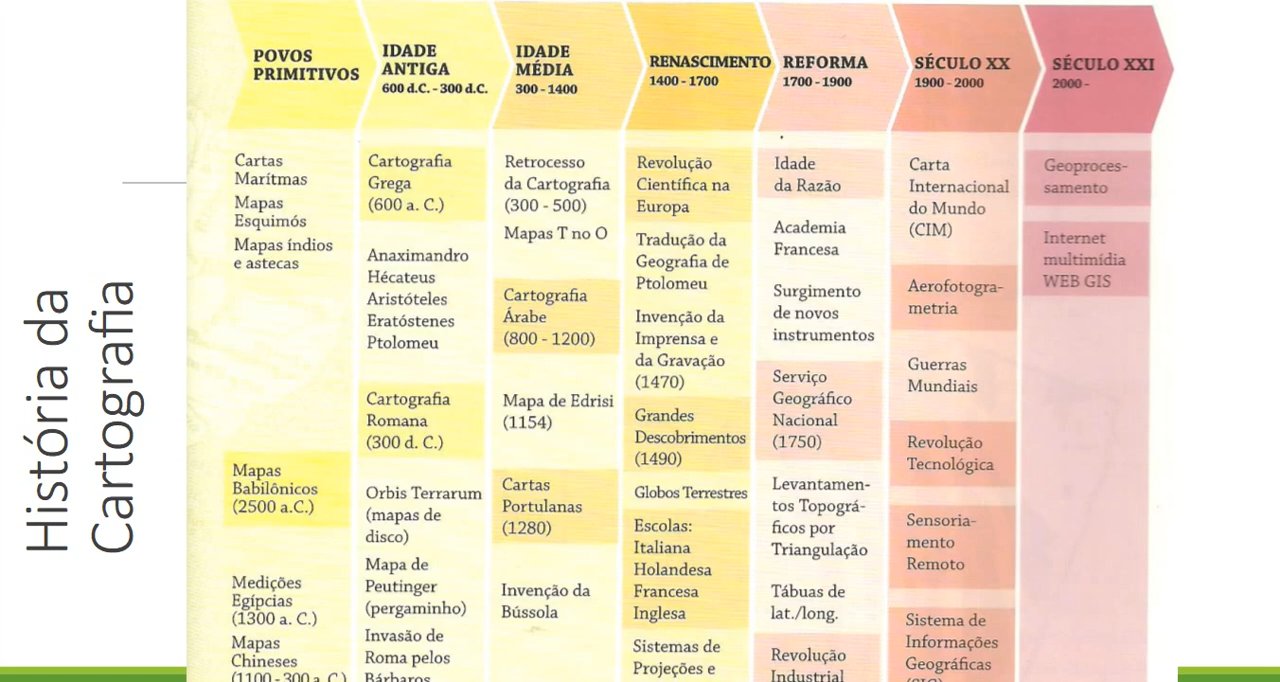 História da
Cartografia
POVOS
PRIMITIVOS
Cartas
Marítmas
Mapas
Esquimós
Mapas índios
e astecas
Mapas
Babilônicos
(2500 a.C.)
Medições
Egípcias
(1300 a. C.)
Mapas
Chineses
(1100 - 300 a. C.)
IDADE
ANTIGA
600 d.C. - 300 d.C.
Cartografia
Grega
(600 a. C.)
Anaximandro
Hécateus
Aristóteles
Eratóstenes
Ptolomeu
Cartografia
Romana
(300 d. C.)
Orbis Terrarum
(mapas de
disco)
Mapa de
Peutinger
(pergaminho)
Invasão de
Roma pelos
Bárbaros
IDADE
MÉDIA
300 - 1400
Retrocesso
da Cartografia
(300 - 500)
Mapas T no O
Cartografia
Árabe
(800 - 1200)
Mapa de Edrisi
(1154)
Cartas
Portulanas
(1280)
Invenção da
Bússola
RENASCIMENTO
1400 - 1700
Revolução
Científica na
Europa
Tradução da
Geografia de
Ptolomeu
Invenção da
Imprensa e
da Gravação
(1470)
Grandes
Descobrimentos
(1490)
Globos Terrestres
Escolas:
Italiana
Holandesa
Francesa
Inglesa
Sistemas de
Projeções e
REFORMA
1700 - 1900
Idade
da Razão
Academia
Francesa
Surgimento
de novos
instrumentos
Serviço
Geográfico
Nacional
(1750)
Levantamen-
tos Topográ-
ficos por
Triangulação
Tábuas de
lat./long.
Revolução
Industrial
SÉCULO XX
1900 - 2000
Carta
Internacional
do Mundo
(CIM)
Aerofotogra-
metria
Guerras
Mundiais
Revolução
Tecnológica
Sensoria-
mento
Remoto
Sistema de
Informações
Geográficas
(SIG)
SÉCULO XXI
2000 -
Geoproces-
samento
Internet
multimídia
WEB GIS